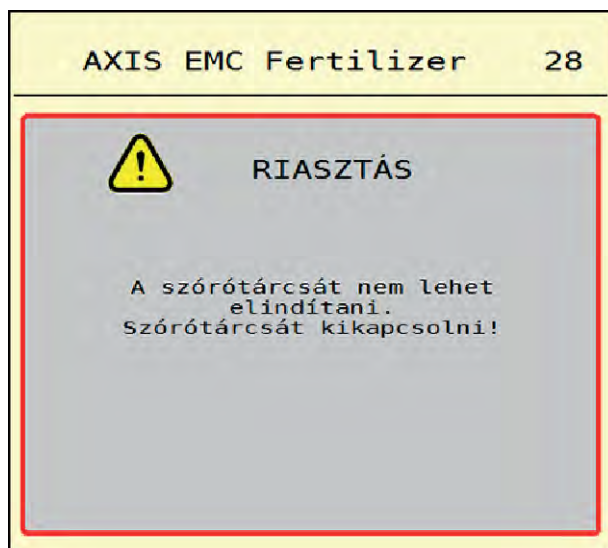 AXIS EMC Fertilizer 28
RIASZTÁS
A szórótárcsát nem lehet
elindítani.
Szórótárcsát kikapcsolni!